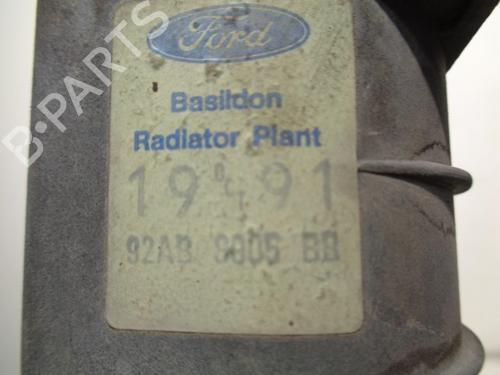 B-PARTS
Ford
Basildon
Radiator Plant
19 91
92AB 8005 BB